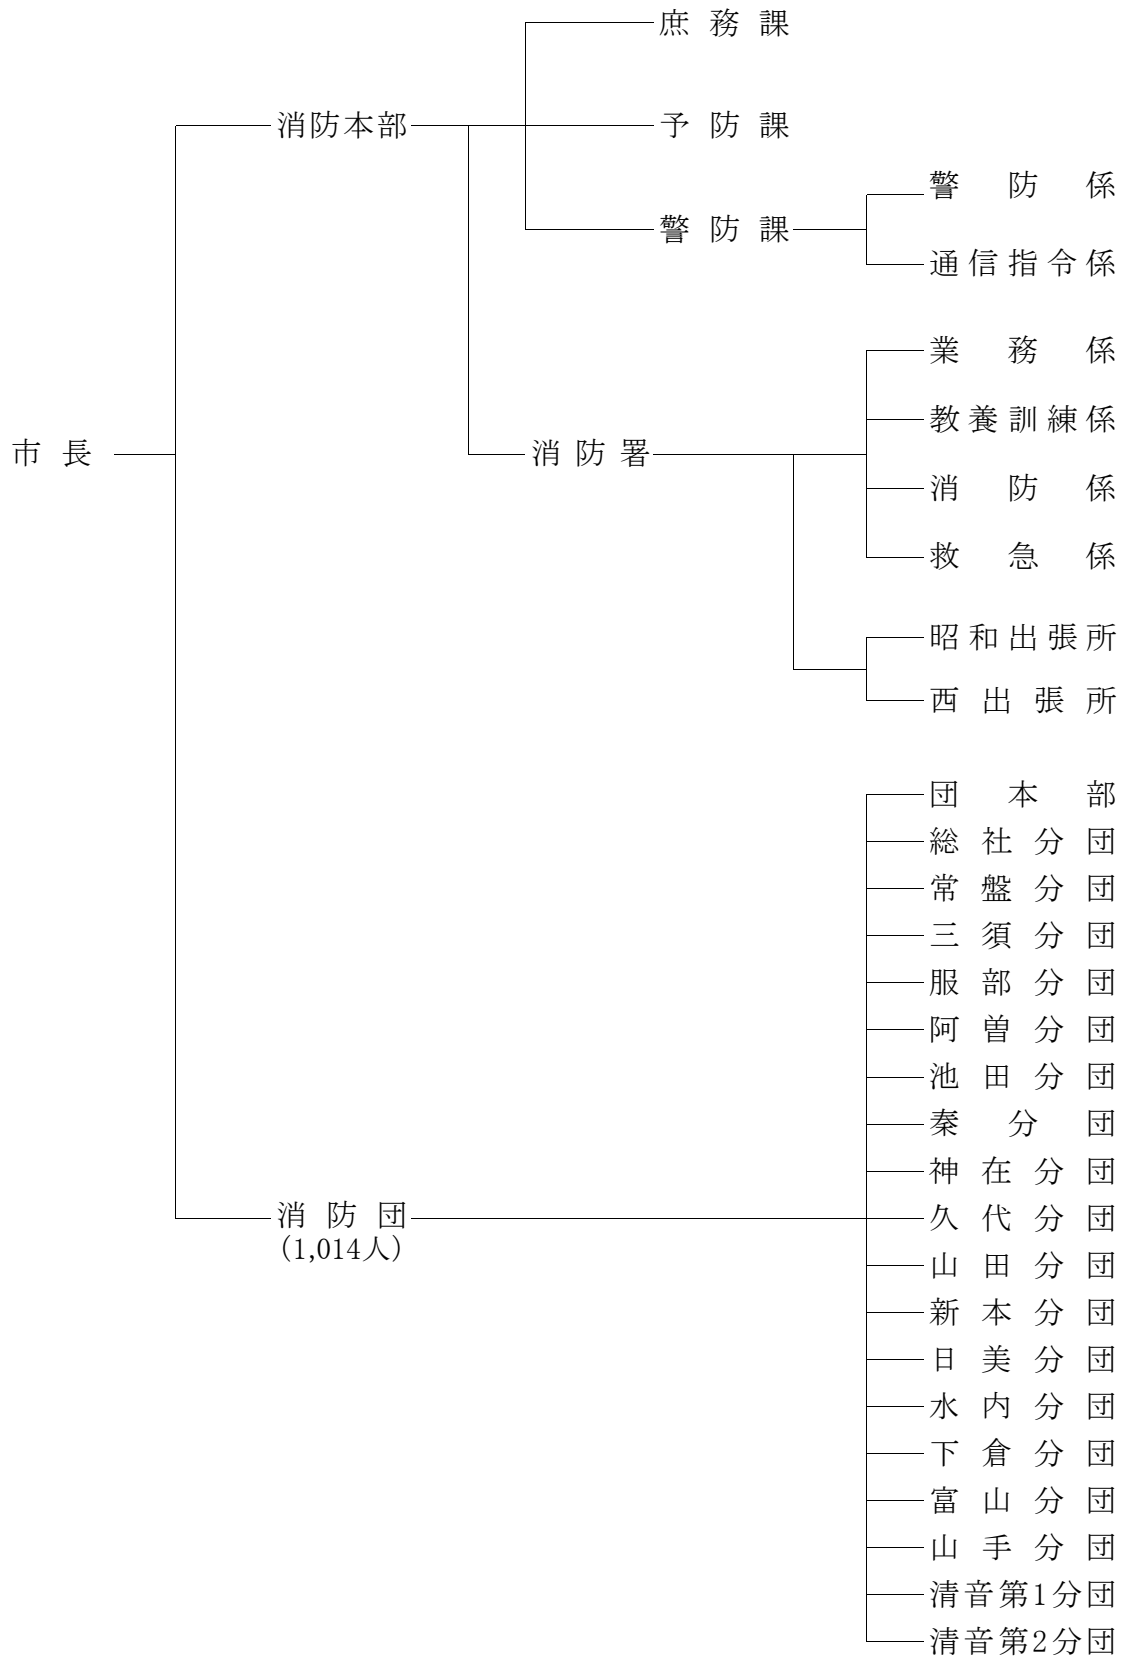 庶務課
消防本部
予防課
警防係
警防課
通信指令係
業務係
教養訓練係
市長
消防署
消防係
救急係
昭和出張所
西出張所
団本部
総社分団
常盤分団
三須分団
服部分団
阿曽分団
池田分団
秦分団
神在分団
消防団
(1,014人)
久代分団
山田分団
新本分団
日美分団
水内分団
下倉分団
富山分団
山手分団
清音第1分団
清音第2分団